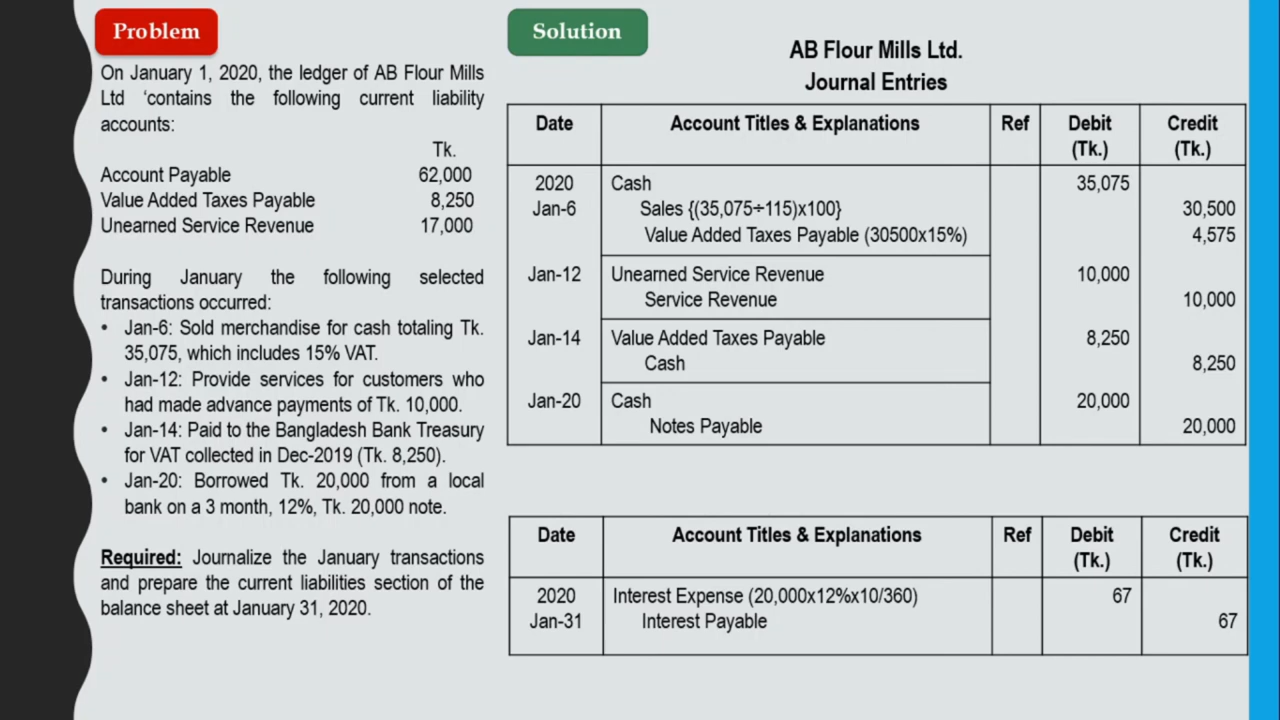 Problem
On January 1, 2020, the ledger of AB Flour Mills
Ltd ‘contains the following current liability
accounts:
Tk.
Account Payable 62,000
Value Added Taxes Payable 8,250
Unearned Service Revenue 17,000
During January the following selected
transactions occurred:
• Jan-6: Sold merchandise for cash totaling Tk.
35,075, which includes 15% VAT.
• Jan-12: Provide services for customers who
had made advance payments of Tk. 10,000.
• Jan-14: Paid to the Bangladesh Bank Treasury
for VAT collected in Dec-2019 (Tk. 8,250).
• Jan-20: Borrowed Tk. 20,000 from a local
bank on a 3 month, 12%, Tk. 20,000 note.
Required: Journalize the January transactions
and prepare the current liabilities section of the
balance sheet at January 31, 2020.
Solution
AB Flour Mills Ltd.
Journal Entries
Date Account Titles & Explanations Ref Debit (Tk.) Credit (Tk.)
2020 Cash 35,075
Jan-6 Sales {(35,075÷115)x100} 30,500
Value Added Taxes Payable (30500x15%) 4,575
Jan-12 Unearned Service Revenue 10,000
Service Revenue 10,000
Jan-14 Value Added Taxes Payable 8,250
Cash 8,250
Jan-20 Cash 20,000
Notes Payable 20,000
Date Account Titles & Explanations Ref Debit (Tk.) Credit (Tk.)
2020 Interest Expense (20,000x12%x10/360) 67
Jan-31 Interest Payable 67